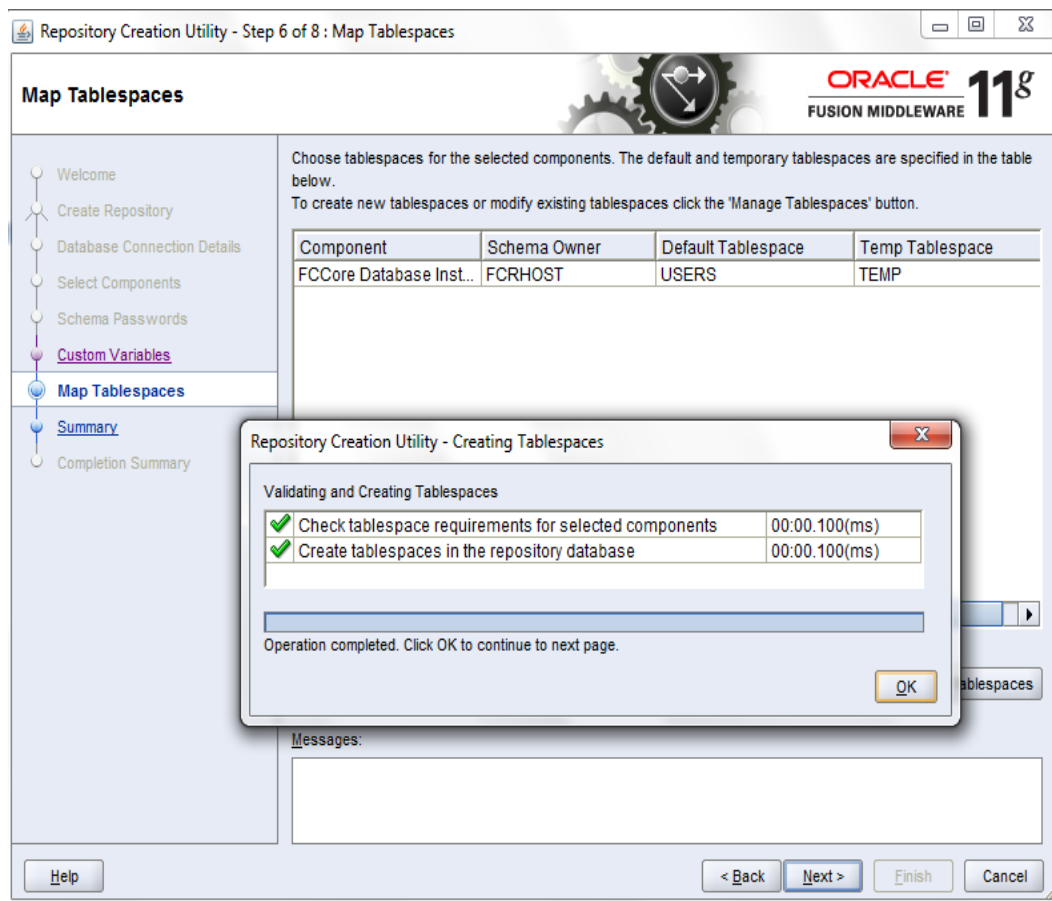 Repository Creation Utility - Step 6 of 8 : Map Tablespaces
Map Tablespaces
ORACLE
FUSION MIDDLEWARE
11g
Welcome
Create Repository
Database Connection Details
Select Components
Schema Passwords
Custom Variables
Map Tablespaces
Summary
Completion Summary
Choose tablespaces for the selected components. The default and temporary tablespaces are specified in the table
below.
To create new tablespaces or modify existing tablespaces click the 'Manage Tablespaces' button.
Component Schema Owner Default Tablespace Temp Tablespace
FCCore Database Inst... FCRHOST USERS TEMP
Repository Creation Utility - Creating Tablespaces
Validating and Creating Tablespaces
Check tablespace requirements for selected components 00:00.100(ms)
Create tablespaces in the repository database 00:00.100(ms)
Operation completed. Click OK to continue to next page.
OK
ablespaces
Messages:
Help
< Back Next > Finish Cancel